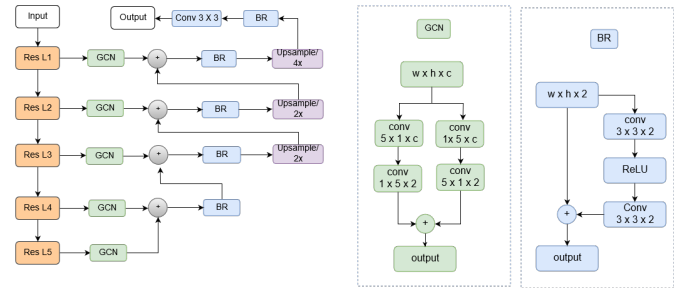 Input
Output
Conv 3 X 3
BR
Res L1
GCN
+
BR
Upsample/
4x
Res L2
GCN
+
BR
Upsample/
2x
Res L3
GCN
+
BR
Upsample/
2x
Res L4
GCN
+
BR
Res L5
GCN
GCN
w x h x c
conv
5 x 1 x c
conv
1x 5 x c
conv
1 x 5 x 2
conv
5 x 1 x 2
+
output
BR
w x h x 2
conv
3 x 3 x 2
ReLU
Conv
3 x 3 x 2
+
output